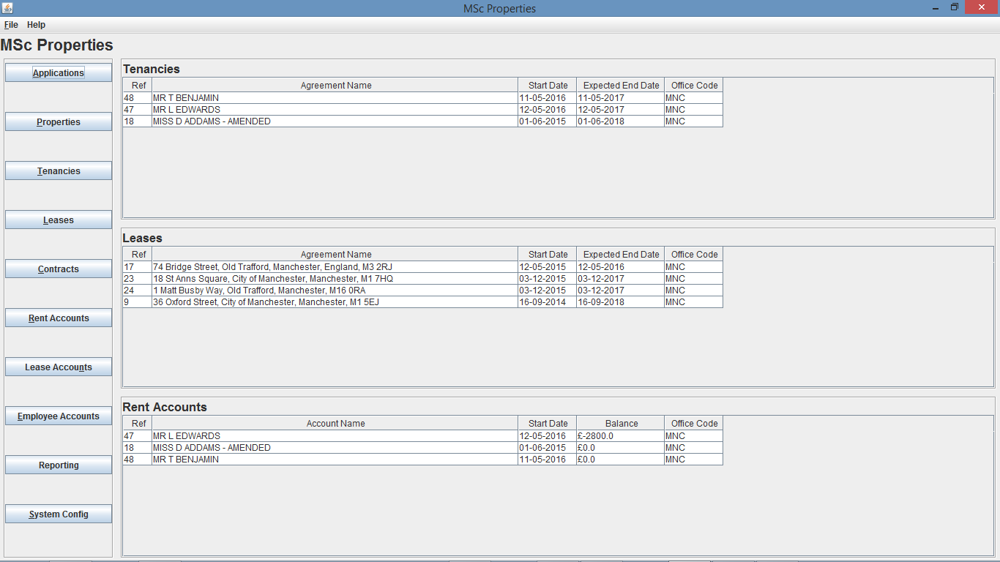 MSc Properties
File Help
MSc Properties
Applications
Properties
Tenancies
Leases
Contracts
Rent Accounts
Lease Accounts
Employee Accounts
Reporting
System Config
Tenancies
Ref Agreement Name Start Date Expected End Date Office Code
48 MR T BENJAMIN 11-05-2016 11-05-2017 MNC
47 MR L EDWARDS 12-05-2016 12-05-2017 MNC
18 MISS D ADDAMS - AMENDED 01-06-2015 01-06-2018 MNC
Leases
Ref Agreement Name Start Date Expected End Date Office Code
17 74 Bridge Street, Old Trafford, Manchester, England, M3 2RJ 12-05-2015 12-05-2016 MNC
23 18 St Anns Square, City of Manchester, Manchester, M1 7HQ 03-12-2015 03-12-2017 MNC
24 1 Matt Busby Way, Old Trafford, Manchester, M16 0RA 03-12-2015 03-12-2017 MNC
9 36 Oxford Street, City of Manchester, Manchester, M1 5EJ 16-09-2014 16-09-2018 MNC
Rent Accounts
Ref Account Name Start Date Balance Office Code
47 MR L EDWARDS 12-05-2016 £-2800.0 MNC
18 MISS D ADDAMS - AMENDED 01-06-2015 £0.0 MNC
48 MR T BENJAMIN 11-05-2016 £0.0 MNC